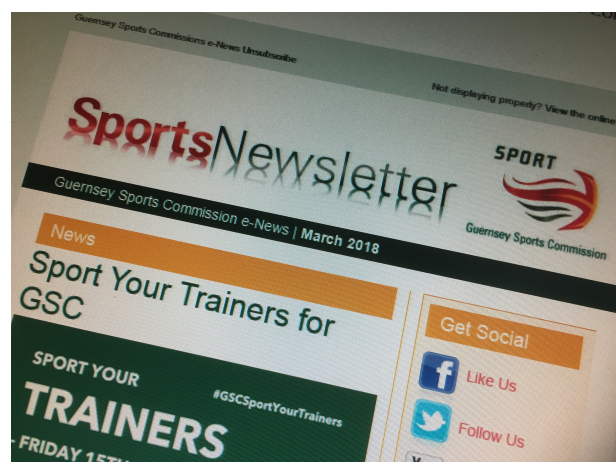 Guernsey Sports Commissions e-News Unsubscribe
Not displaying properly? View the online
SportsNewsletter
SPORT
Guernsey Sports Commission
Guernsey Sports Commission e-News | March 2018
News
Sport Your Trainers for
GSC
SPORT YOUR
#GSCSportYourTrainers
TRAINERS
- FRIDAY 15TH
Get Social
Like Us
Follow Us